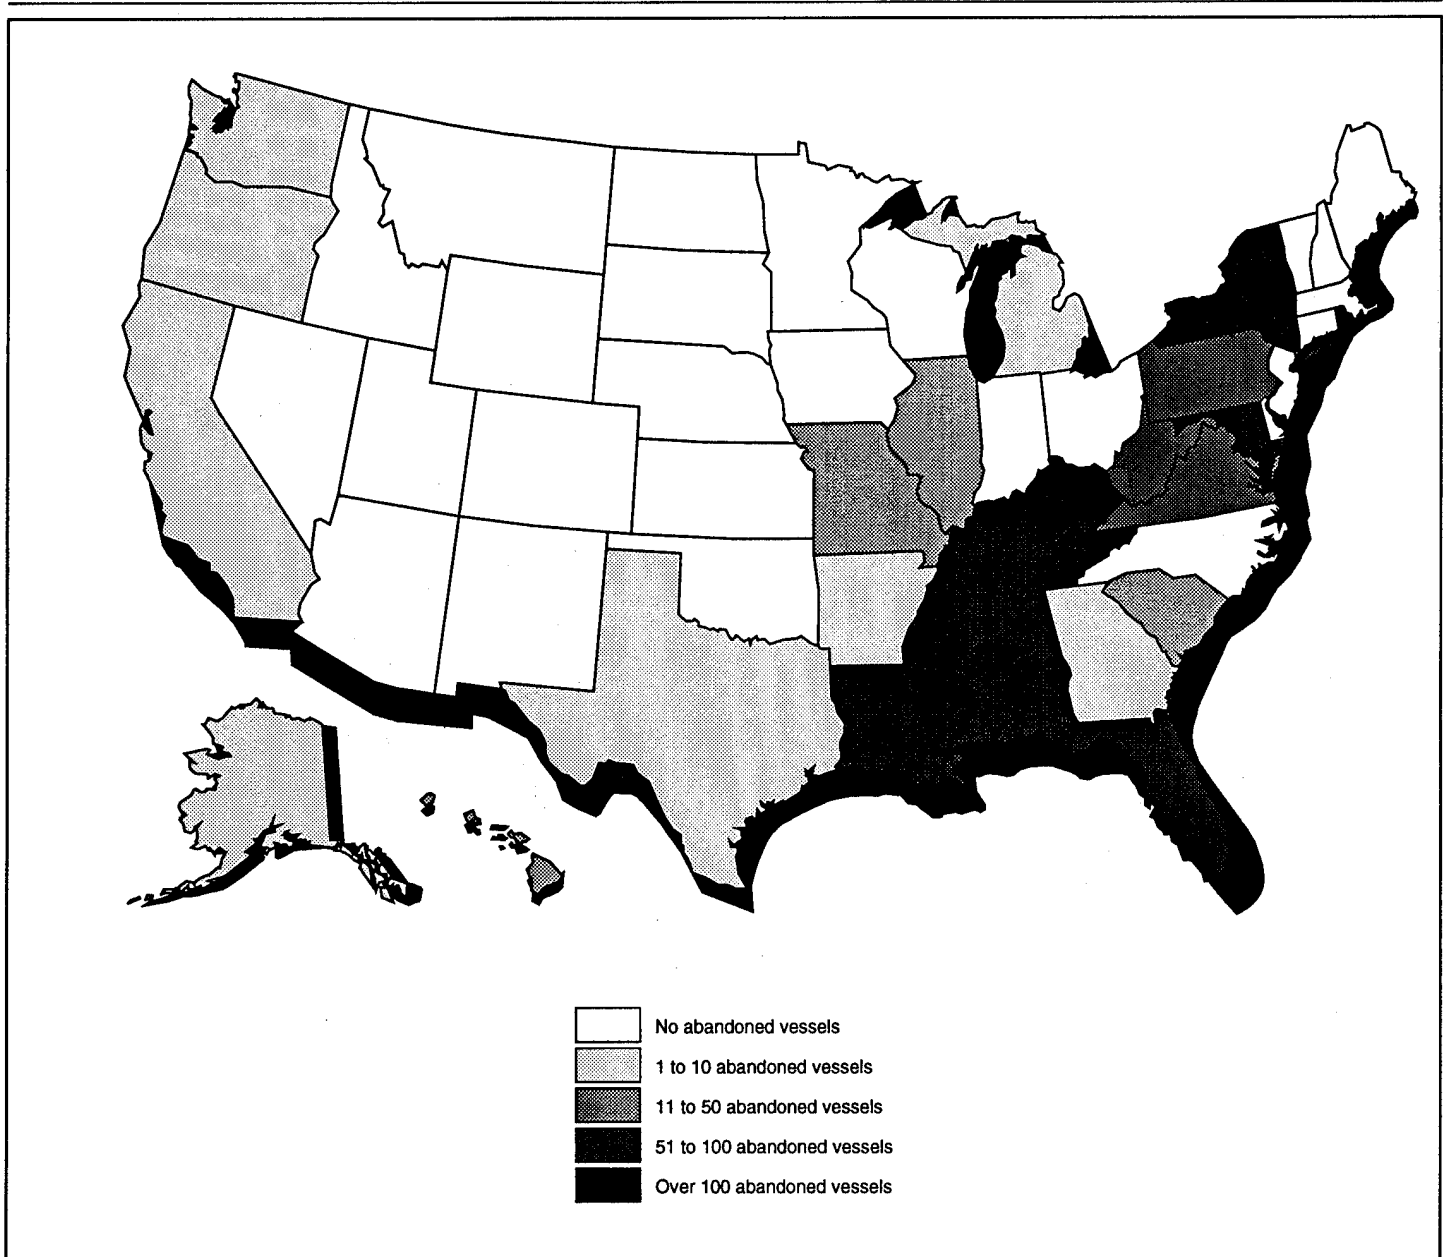 No abandoned vessels
1 to 10 abandoned vessels
11 to 50 abandoned vessels
51 to 100 abandoned vessels
Over 100 abandoned vessels